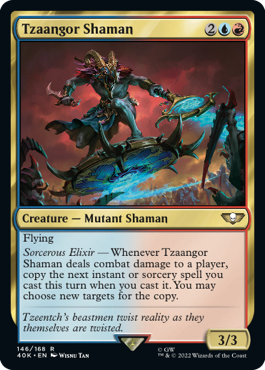 Tzaangor Shaman 2
Creature — Mutant Shaman
Flying
Sorcerous Elixir — Whenever Tzaangor
Shaman deals combat damage to a player,
copy the next instant or sorcery spell you
cast this turn when you cast it. You may
choose new targets for the copy.
Tzeentch's beastmen twist reality as they
themselves are twisted.
3/3
146/168 R
40K • EN WISNU TAN
© GW
™ & © 2022 Wizards of the Coast